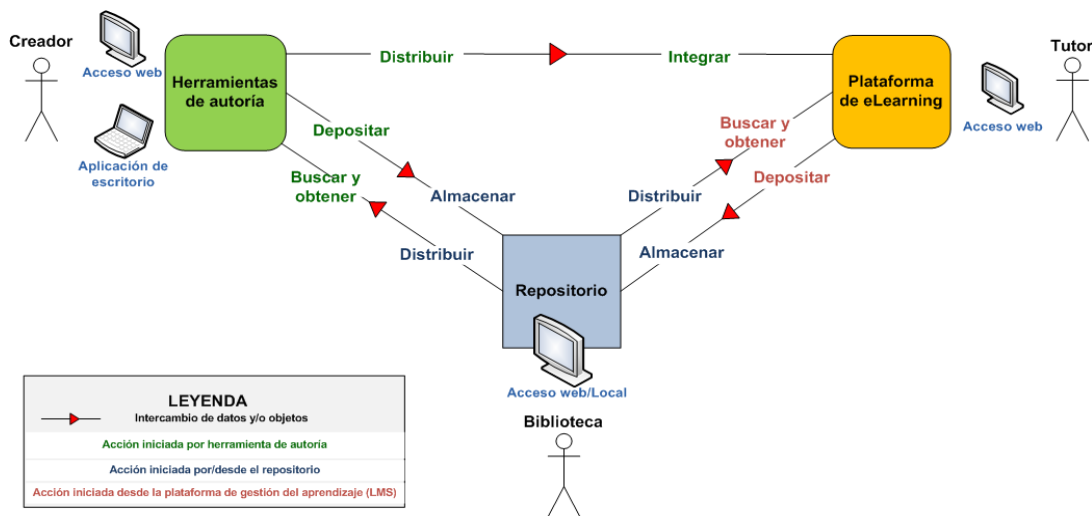 Creador
Acceso web
Aplicación de
escritorio
Herramientas
de autoría
Distribuir
Integrar
Plataforma
de eLearning
Tutor
Acceso web
Depositar
Almacenar
Buscar y
obtener
Distribuir
Buscar y
obtener
Distribuir
Depositar
Almacenar
Repositorio
Acceso web/Local
Biblioteca
LEYENDA
Intercambio de datos y/o objetos
Acción iniciada por herramienta de autoría
Acción iniciada por/desde el repositorio
Acción iniciada desde la plataforma de gestión del aprendizaje (LMS)